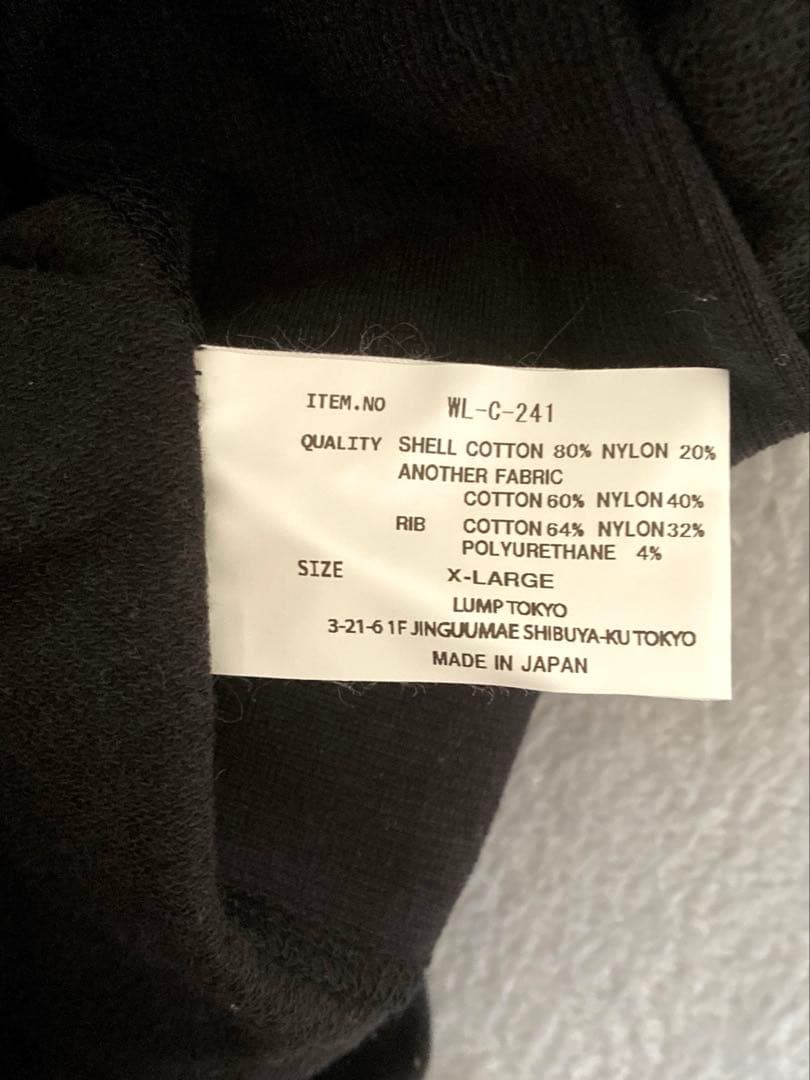 ITEM.NO WL-C-241
QUALITY SHELL COTTON 80% NYLON 20%
ANOTHER FABRIC
COTTON 60% NYLON 40%
RIB COTTON 64% NYLON 32%
POLYURETHANE 4%
SIZE X-LARGE
LUMP TOKYO
3-21-6 1F JINGUUMAE SHIBUYA-KU TOKYO
MADE IN JAPAN